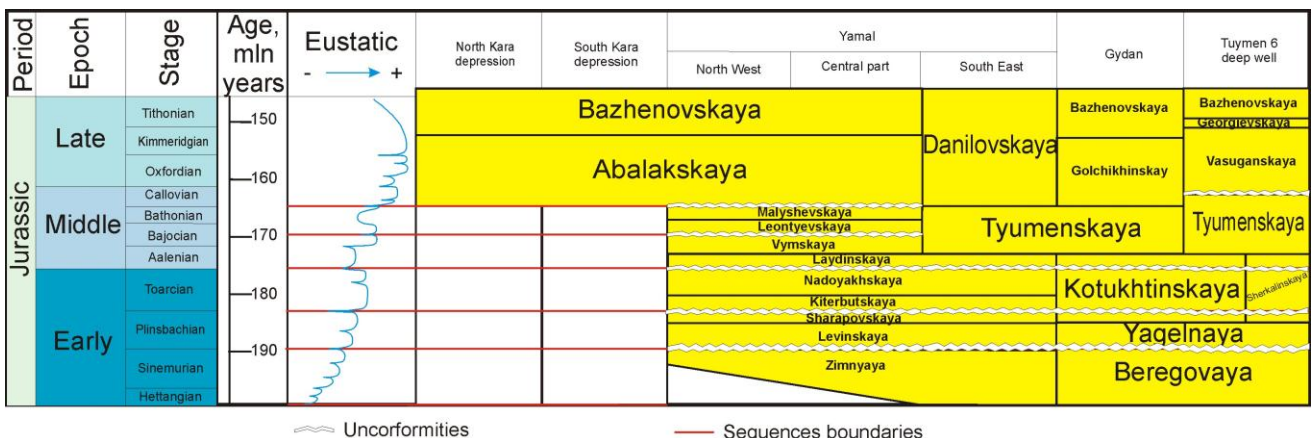 Period
Epoch
Stage
Age,
mln
years
Eustatic
- +
North Kara
depression
South Kara
depression
Yamal
North West
Central part
South East
Gydan
Tuymen 6
deep well
Jurassic
Late
Middle
Early
Tithonian
Kimmeridgian
Oxfordian
Callovian
Bathonian
Bajocian
Aalenian
Toarcian
Plinsbachian
Sinemurian
Hettangian
150
160
170
180
190
Bazhenovskaya
Abalakskaya
Danilovskaya
Bazhenovskaya
Golchikhinskay
Bazhenovskaya
Georgievskaya
Vasuganskaya
Malyshevskaya
Leontyevskaya
Vymskaya
Tyumenskaya
Tyumenskaya
Laydinskaya
Nadoyakhskaya
Kiterbutskaya
Sharapovskaya
Levinskaya
Zimnyaya
Kotukhtinskaya
Sherkalinskaya
Yagelnaya
Beregovaya
Uncorformities
Sequences boundaries